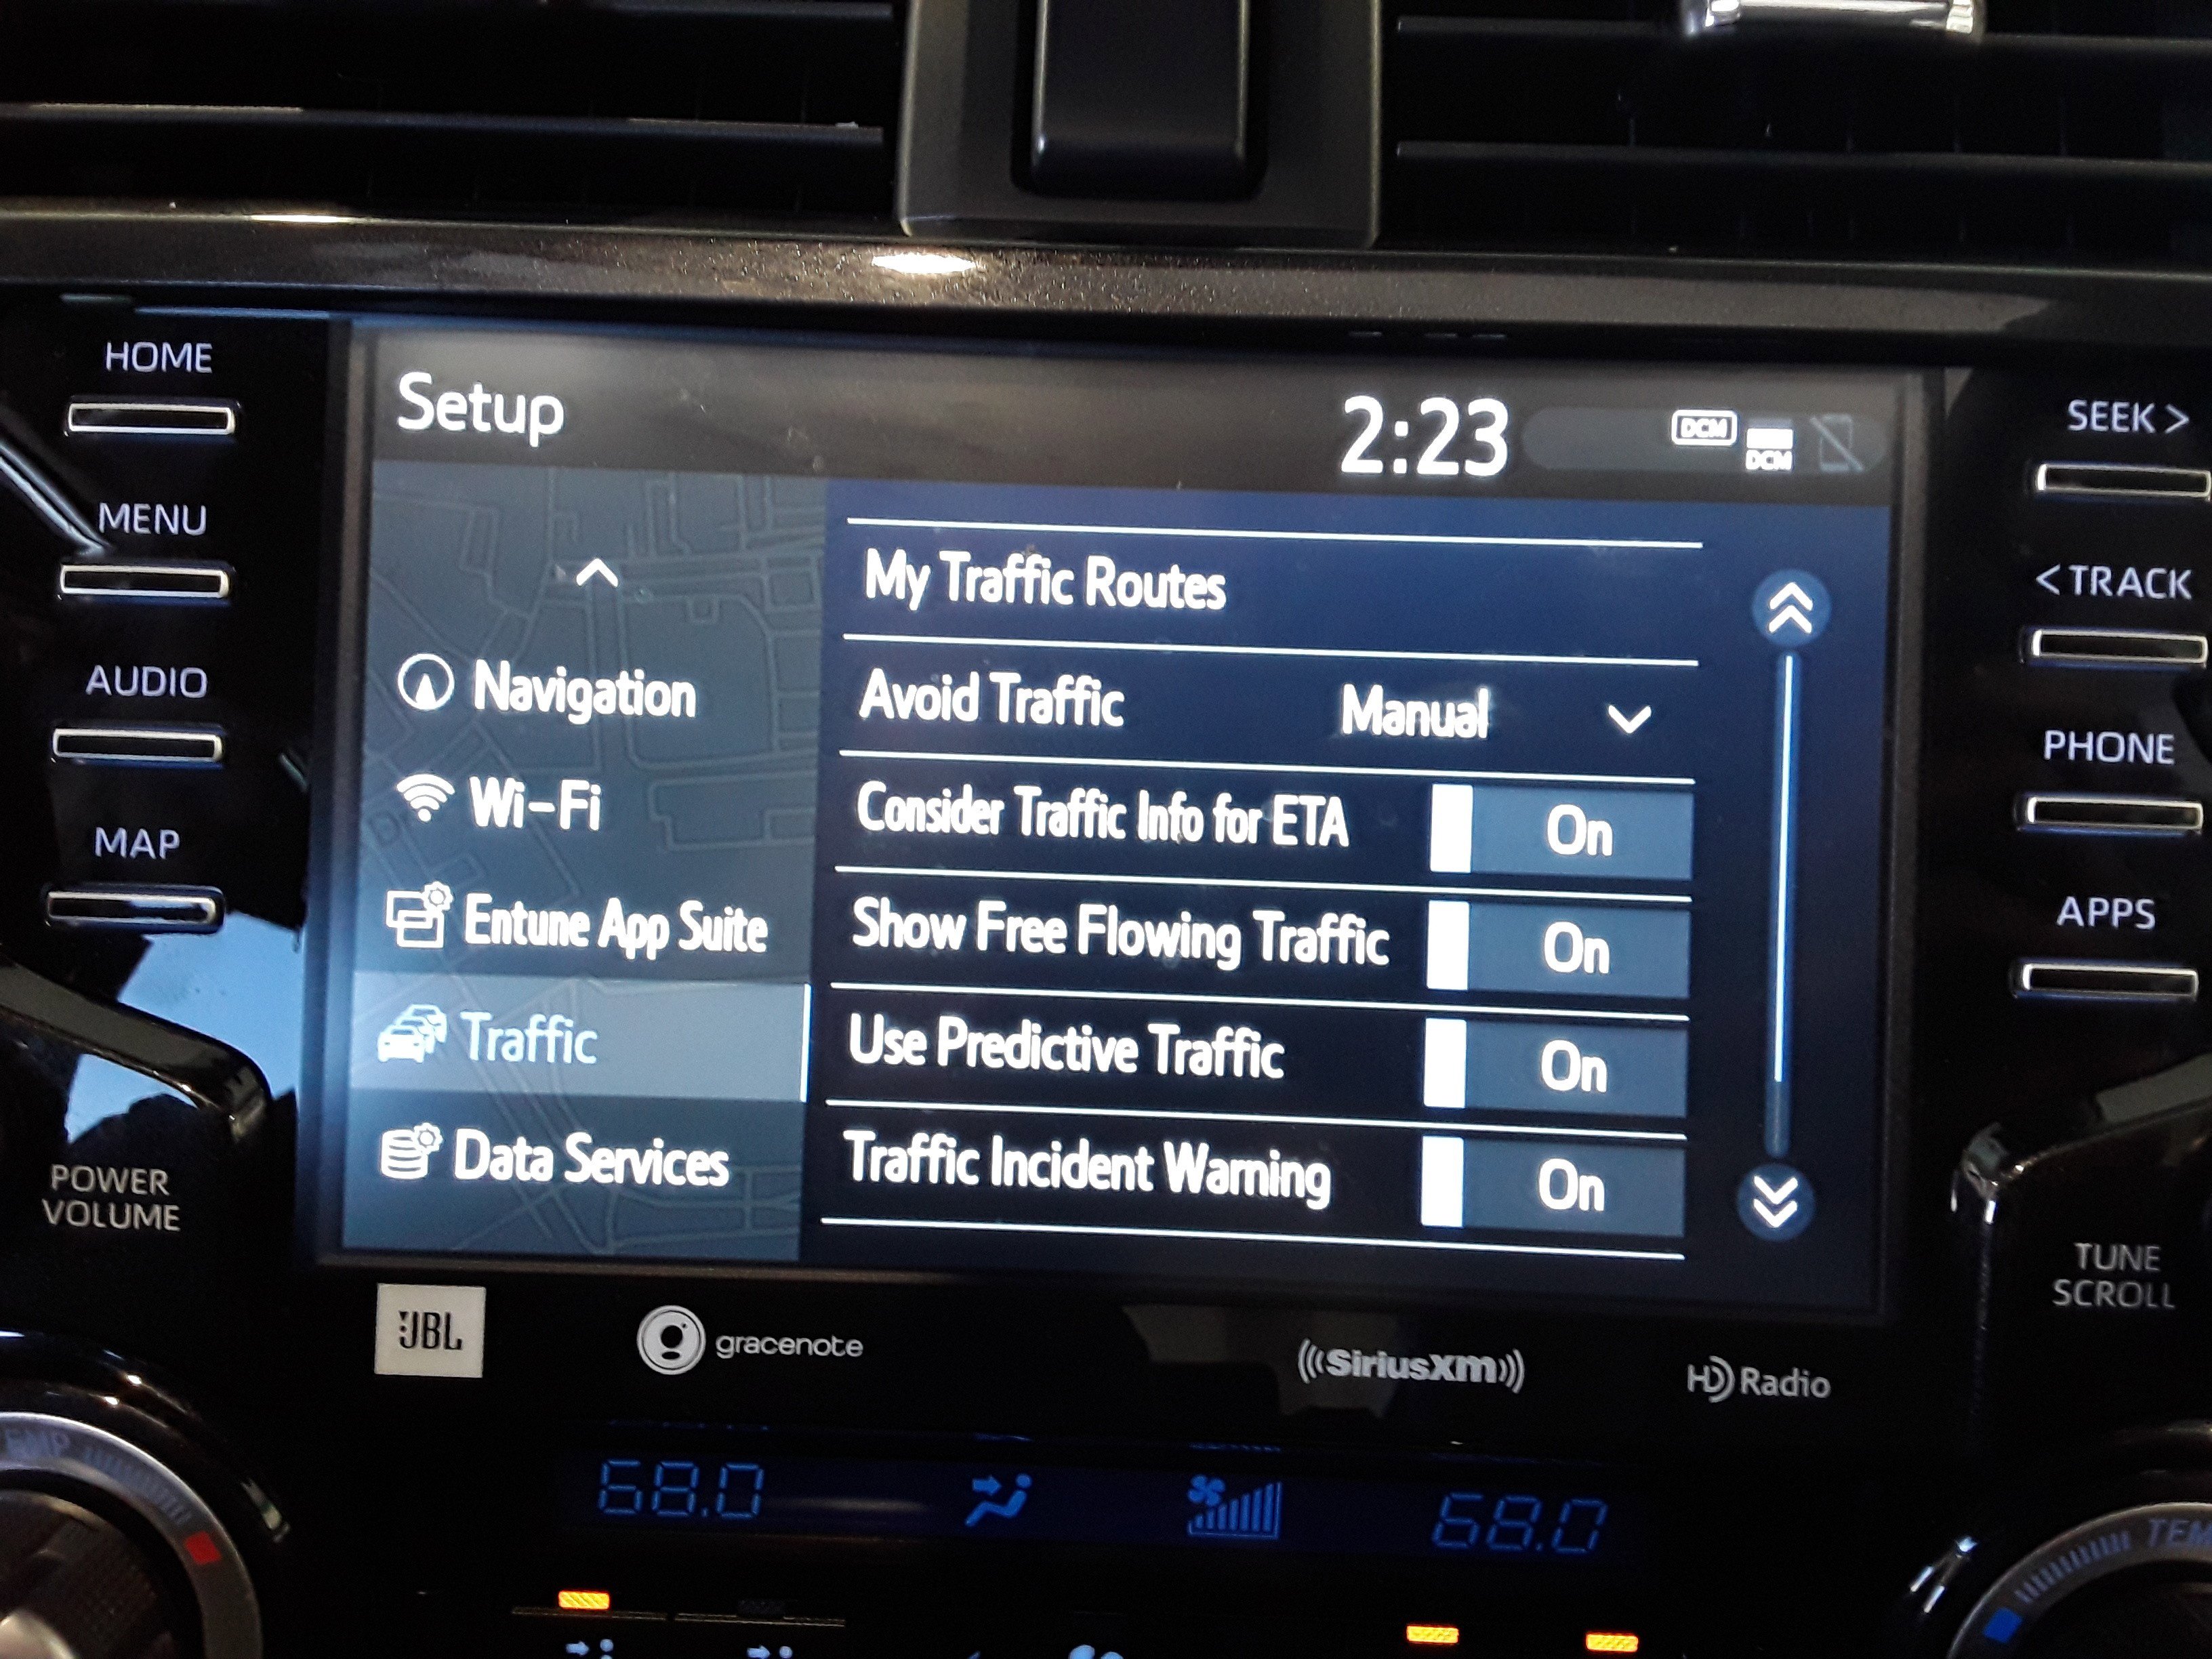 HOME
MENU
AUDIO
MAP
POWER
VOLUME
Setup
2:23
DCM
DCM
Navigation
Wi-Fi
Entune App Suite
Traffic
Data Services
My Traffic Routes
Avoid Traffic Manual
Consider Traffic Info for ETA On
Show Free Flowing Traffic On
Use Predictive Traffic On
Traffic Incident Warning On
SEEK >
< TRACK
PHONE
APPS
TUNE
SCROLL
JBL
gracenote
SiriusXM
HD Radio
68.0
68.0